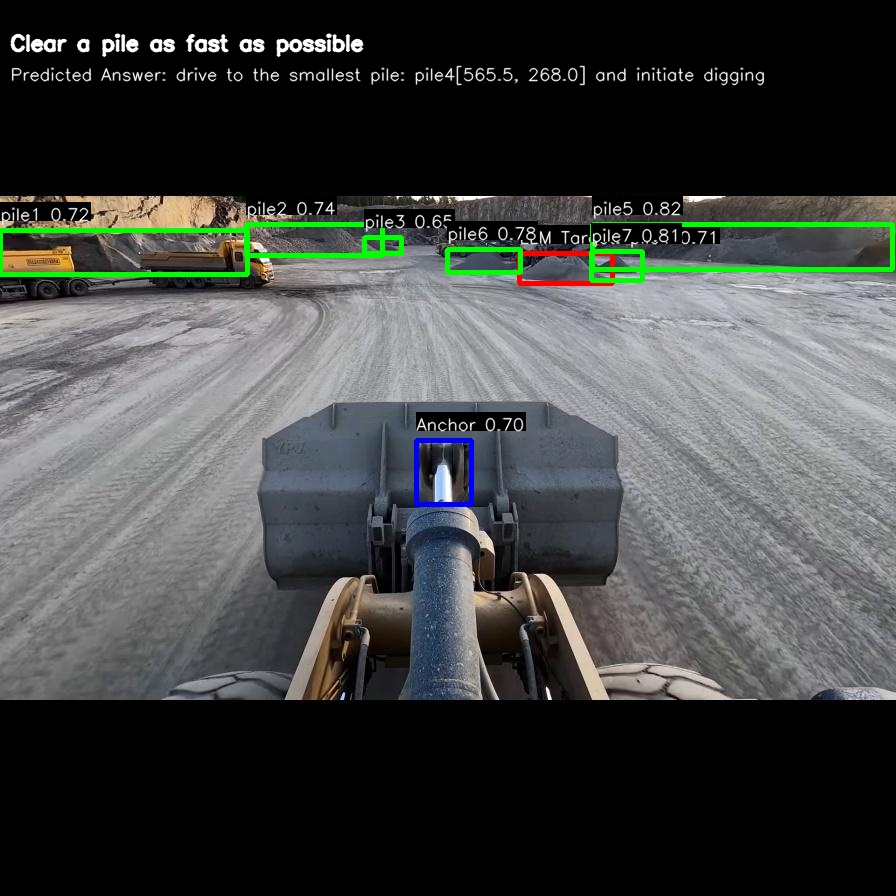 Clear a pile as fast as possible
Predicted Answer: drive to the smallest pile: pile4[565.5, 268.0] and initiate digging
pile1 0.72
pile2 0.74
pile3 0.65
pile5 0.82
pile6 0.78
pile7 0.81
0.71
Anchor 0.70